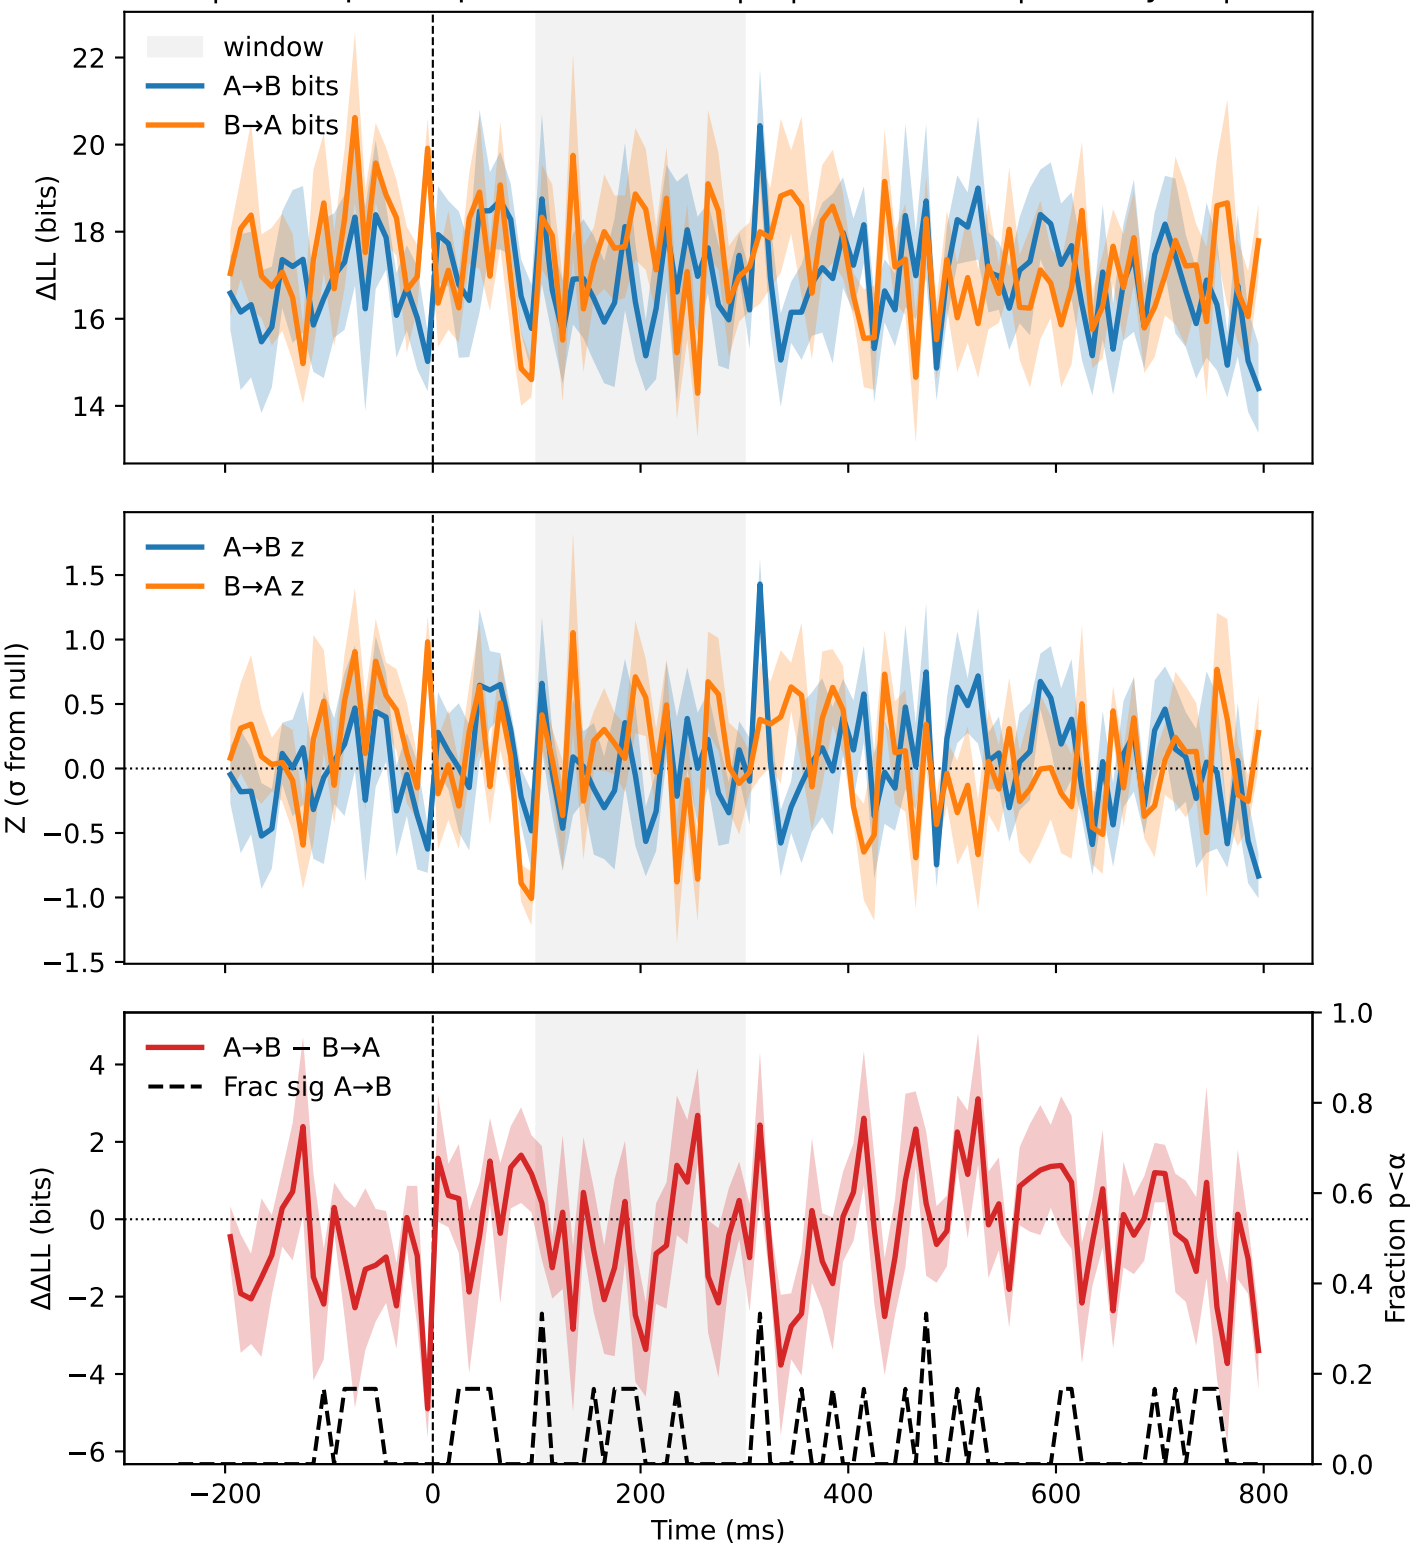 window
A→B bits
B→A bits
ΔLL (bits)
22
20
18
16
14
A→B z
B→A z
Z (σ from null)
1.5
1.0
0.5
0.0
−0.5
−1.0
−1.5
A→B − B→A
Frac sig A→B
ΔΔLL (bits)
4
2
0
−2
−4
−6
1.0
0.8
0.6
0.4
0.2
0.0
Fraction p<α
−200 0 200 400 600 800
Time (ms)